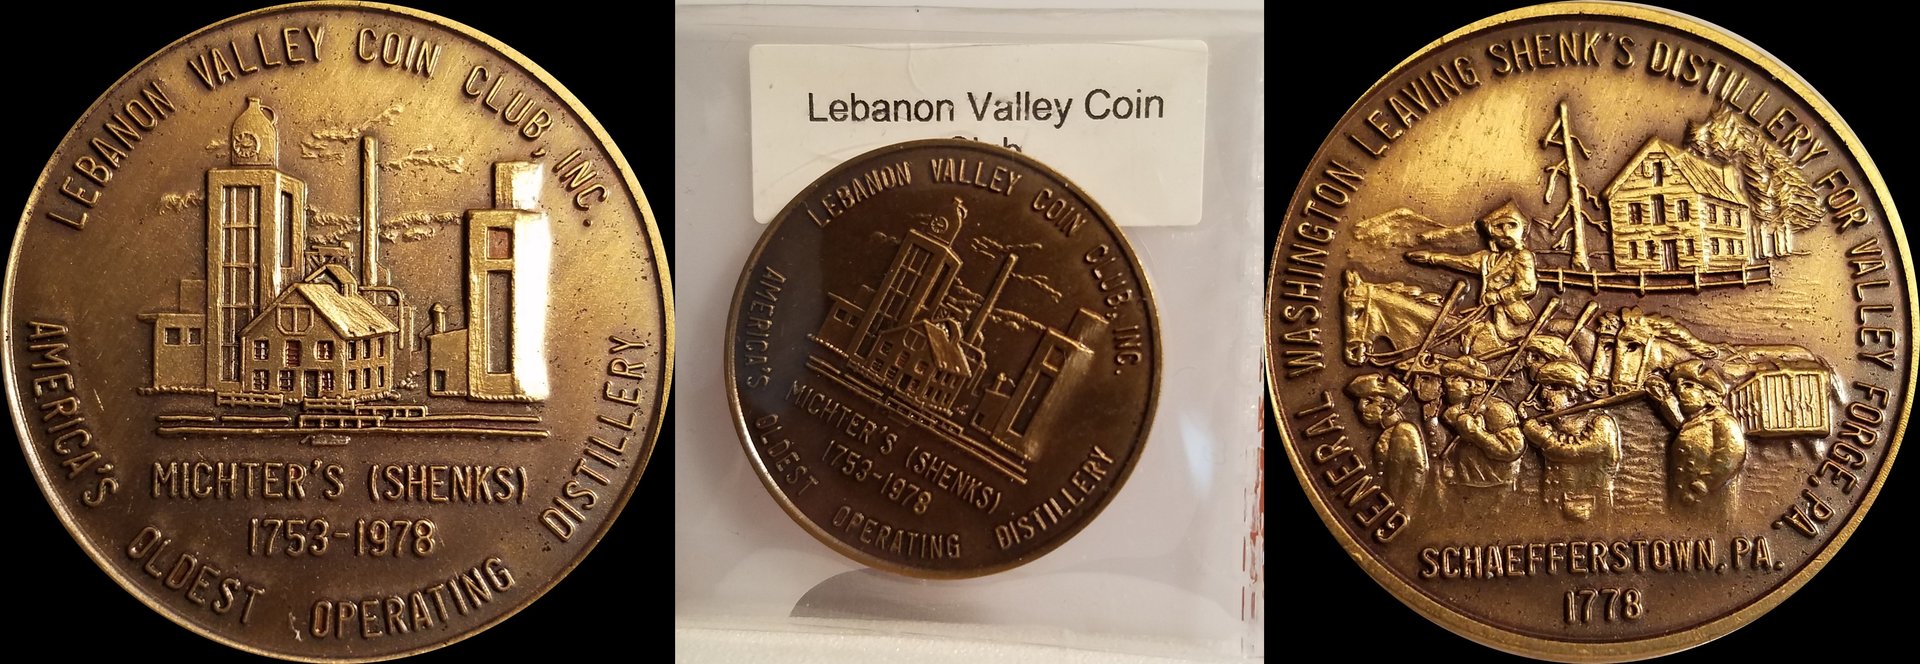 LEBANON VALLEY COIN CLUB, INC.
MICHTER'S (SHENKS)
1753-1978
AMERICA'S OLDEST OPERATING DISTILLERY
Lebanon Valley Coin
LEBANON VALLEY COIN CLUB, INC.
MICHTER'S (SHENKS)
1753-1978
AMERICA'S OLDEST OPERATING DISTILLERY
GENERAL WASHINGTON LEAVING SHENK'S DISTILLERY FOR VALLEY FORGE, PA.
SCHAEFFERSTOWN, PA.
1778